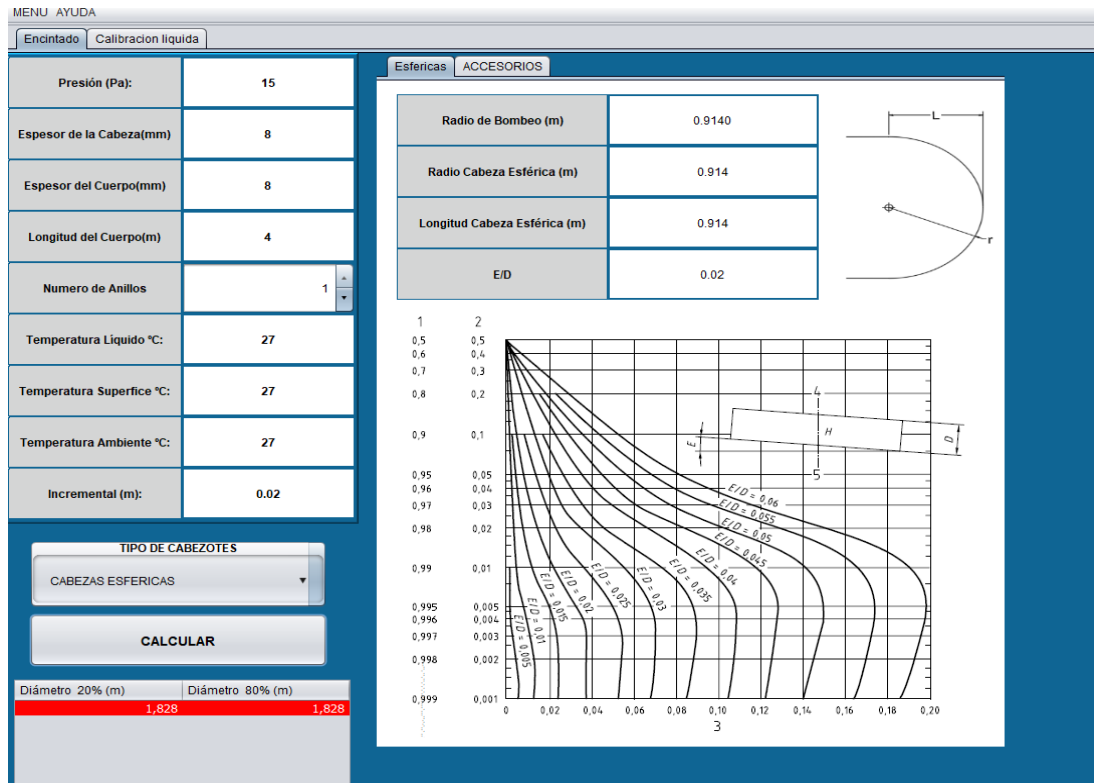 MENU AYUDA
Encintado Calibracion liquida
Presión (Pa): 15
Espesor de la Cabeza(mm) 8
Espesor del Cuerpo(mm) 8
Longitud del Cuerpo(m) 4
Numero de Anillos 1
Temperatura Líquido ºC: 27
Temperatura Superfice ºC: 27
Temperatura Ambiente ºC: 27
Incremental (m): 0.02
TIPO DE CABEZOTES
CABEZAS ESFERICAS
CALCULAR
Diámetro 20% (m) Diámetro 80% (m)
1,828 1,828
Esfericas ACCESORIOS
Radio de Bombeo (m) 0.9140
Radio Cabeza Esférica (m) 0.914
Longitud Cabeza Esférica (m) 0.914
E/D 0.02
L
r
1 2
0,5 0,5
0,6 0,4
0,7 0,3
0,8 0,2
0,9 0,1
0,95 0,05
0,96 0,04
0,97 0,03
0,98 0,02
0,99 0,01
0,995 0,005
0,996 0,004
0,997 0,003
0,998 0,002
0,999 0,001
4
H
E
D
5
E/D = 0,06
E/D = 0,055
E/D = 0,05
E/D = 0,045
E/D = 0,04
E/D = 0,035
E/D = 0,03
E/D = 0,025
E/D = 0,02
E/D = 0,015
E/D = 0,01
E/D = 0,005
0 0,02 0,04 0,06 0,08 0,10 0,12 0,14 0,16 0,18 0,20
3